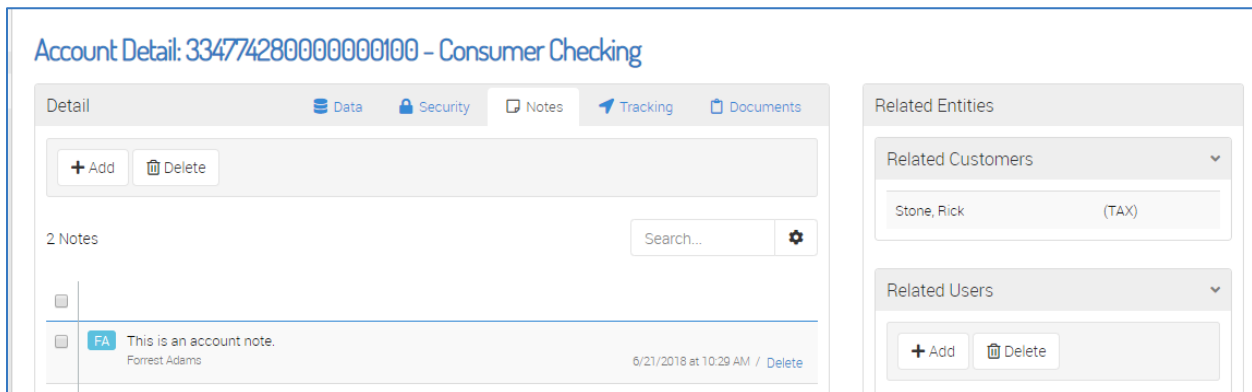 Account Detail: 334774280000000100 - Consumer Checking
Detail
Data
Security
Notes
Tracking
Documents
Add
Delete
2 Notes
Search...
FA
This is an account note.
Forrest Adams
6/21/2018 at 10:29 AM / Delete
Related Entities
Related Customers
Stone, Rick (TAX)
Related Users
Add
Delete